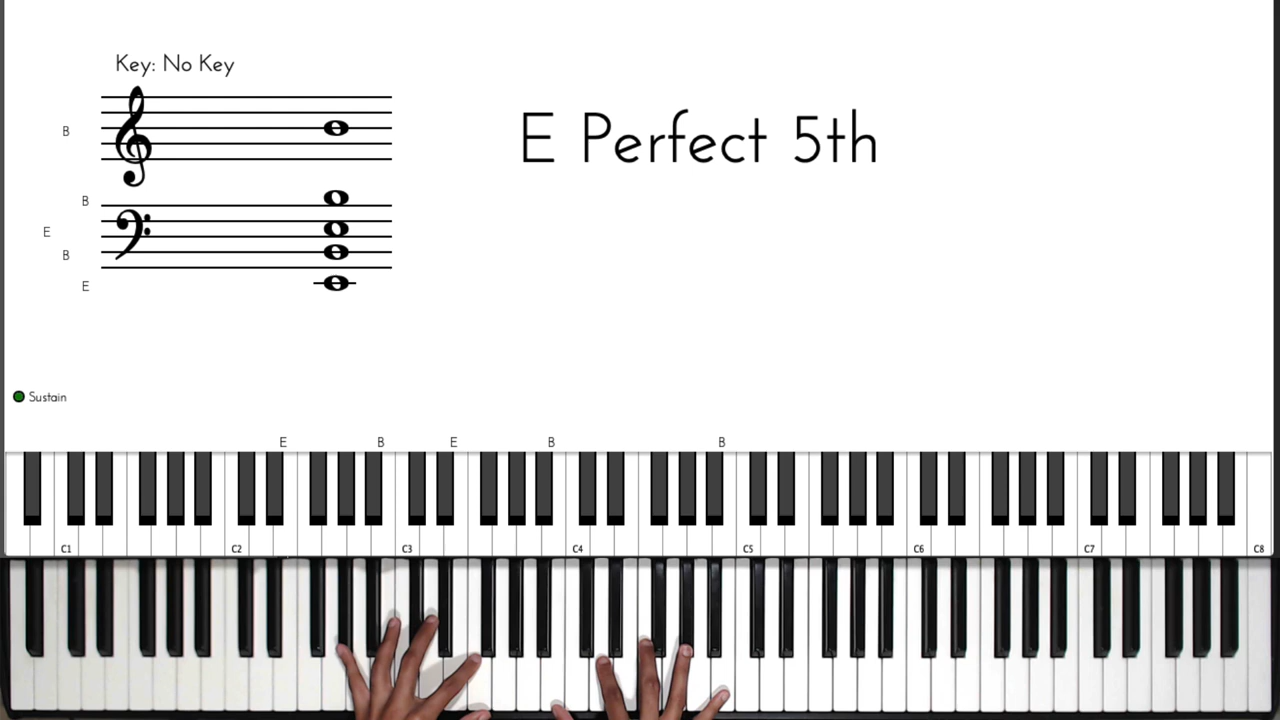 Key: No Key
E Perfect 5th
B
B
E
B
E
Sustain
E B E B B
C1 C2 C3 C4 C5 C6 C7 C8